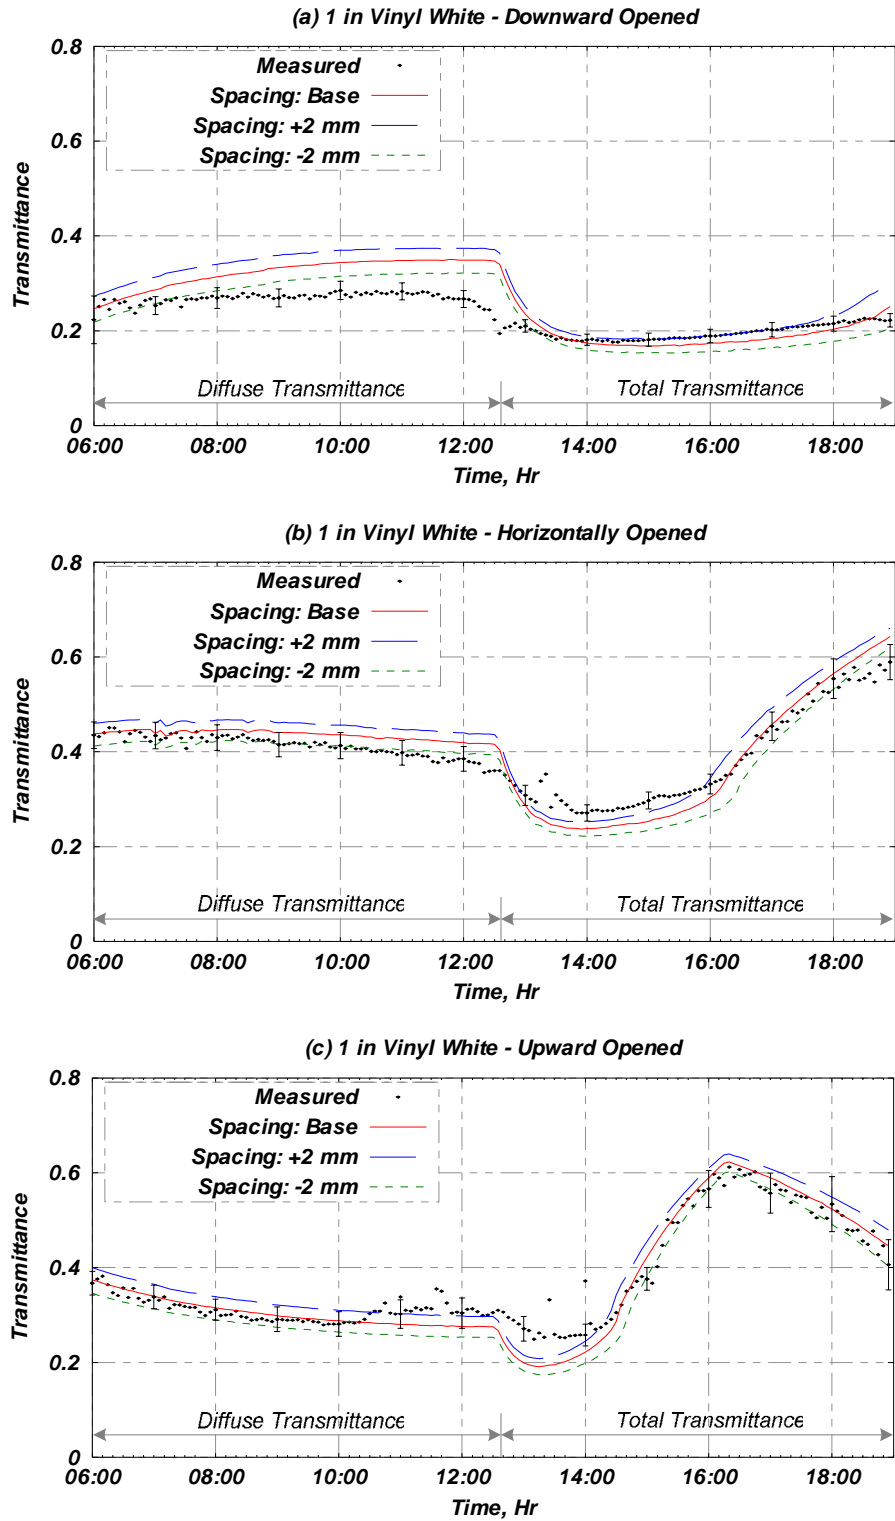 (a) 1 in Vinyl White - Downward Opened
0.8
Measured
Spacing: Base
0.6
Spacing: +2 mm
Spacing: -2 mm
Transmittance
0.4
0.2
Diffuse Transmittance
Total Transmittance
0
06:00 08:00 10:00 12:00 14:00 16:00 18:00
Time, Hr
(b) 1 in Vinyl White - Horizontally Opened
0.8
Measured
Spacing: Base
0.6
Spacing: +2 mm
Spacing: -2 mm
Transmittance
0.4
0.2
Diffuse Transmittance
Total Transmittance
0
06:00 08:00 10:00 12:00 14:00 16:00 18:00
Time, Hr
(c) 1 in Vinyl White - Upward Opened
0.8
Measured
Spacing: Base
Spacing: +2 mm
0.6
Spacing: -2 mm
Transmittance
0.4
0.2
Diffuse Transmittance
Total Transmittance
0
06:00 08:00 10:00 12:00 14:00 16:00 18:00
Time, Hr